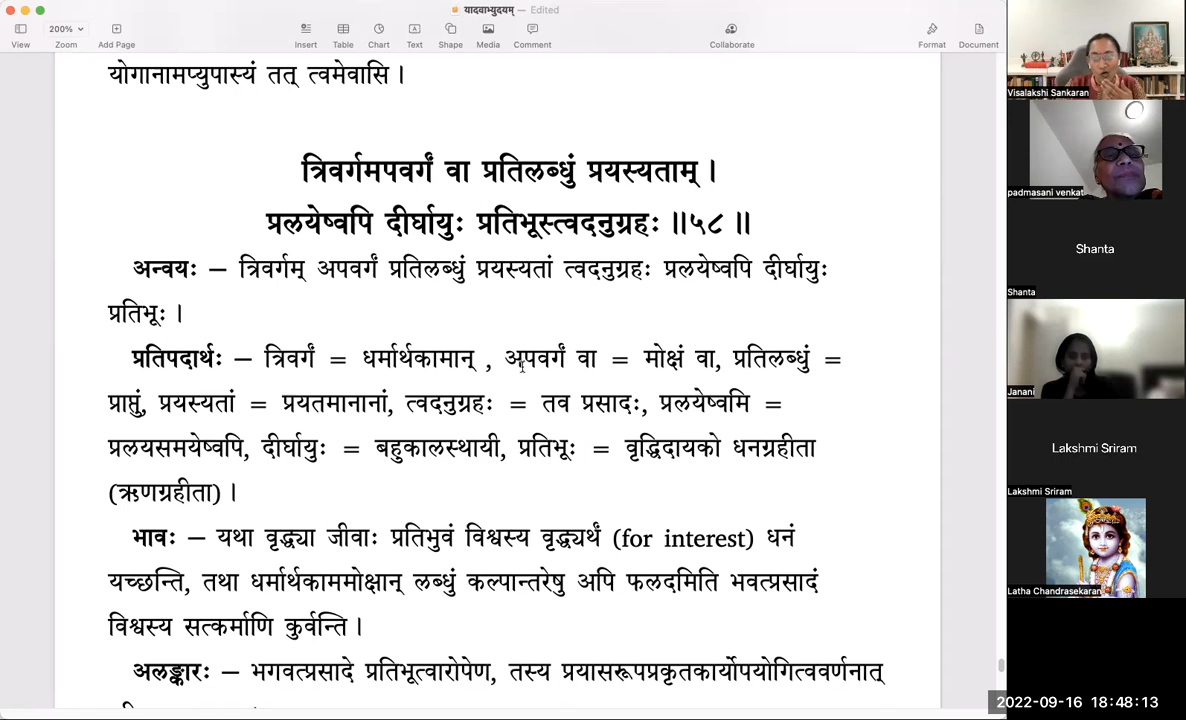 यादवाभ्युदयम् — Edited
200%
View
Zoom
Add Page
Insert
Table
Chart
Text
Shape
Media
Comment
Collaborate
Format
Document
योगानामप्युपास्यं तत् त्वमेवासि ।
त्रिवर्गमपवर्गं वा प्रतिलब्धुं प्रयस्यताम् ।
प्रलयेष्वपि दीर्घायुः प्रतिभूस्त्वदनुग्रहः ॥५८॥
अन्वयः – त्रिवर्गम् अपवर्गं प्रतिलब्धुं प्रयस्यतां त्वदनुग्रहः प्रलयेष्वपि दीर्घायुः
प्रतिभूः ।
प्रतिपदार्थः – त्रिवर्गं = धर्मार्थकामान् , अपवर्गं वा = मोक्षं वा, प्रतिलब्धुं =
प्राप्तुं, प्रयस्यतां = प्रयतमानानां, त्वदनुग्रहः = तव प्रसादः, प्रलयेष्वमि =
प्रलयसमयेष्वपि, दीर्घायुः = बहुकालस्थायी, प्रतिभूः = वृद्धिदायको धनग्रहीता
(ऋणग्रहीता) ।
भावः – यथा वृद्ध्या जीवाः प्रतिभुवं विश्वस्य वृद्ध्यर्थं (for interest) धनं
यच्छन्ति, तथा धर्मार्थकाममोक्षान् लब्धुं कल्पान्तरेषु अपि फलदमिति भवत्प्रसादं
विश्वस्य सत्कर्माणि कुर्वन्ति ।
अलङ्कारः – भगवत्प्रसादे प्रतिभूत्वारोपेण, तस्य प्रयासरूपप्रकृतकार्योपयोगित्ववर्णनात्
Visalakshi Sankaran
padmasani venkat
Shanta
Shanta
Janani
Lakshmi Sriram
Lakshmi Sriram
Latha Chandrasekaran
2022-09-16 18:48:13